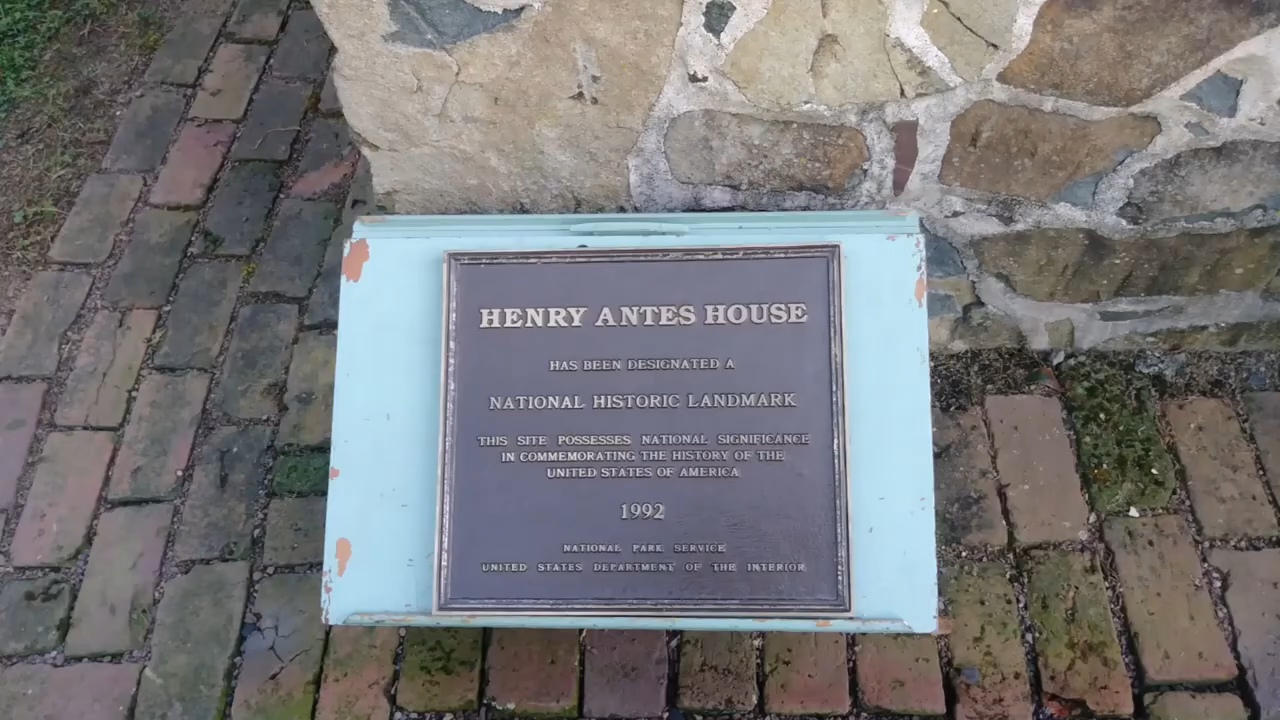 HENRY ANTES HOUSE
HAS BEEN DESIGNATED A
NATIONAL HISTORIC LANDMARK
THIS SITE POSSESSES NATIONAL SIGNIFICANCE
IN COMMEMORATING THE HISTORY OF THE
UNITED STATES OF AMERICA
1992
NATIONAL PARK SERVICE
UNITED STATES DEPARTMENT OF THE INTERIOR